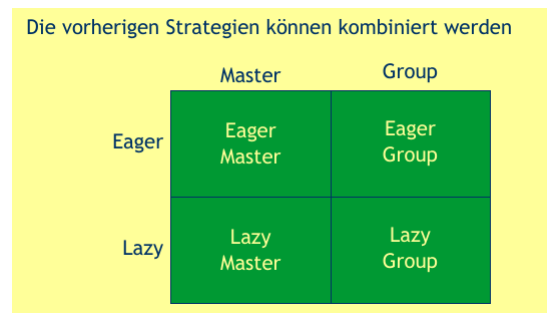 Die vorherigen Strategien können kombiniert werden
Master Group
Eager
Eager
Master
Eager
Group
Lazy
Lazy
Master
Lazy
Group